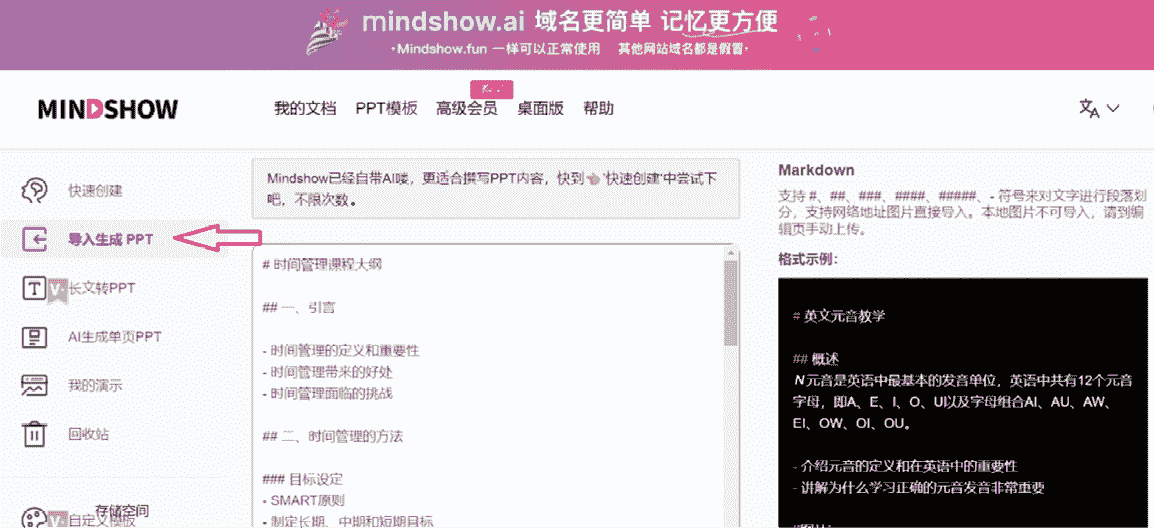 mindshow.ai 域名更简单 记忆更方便
·Mindshow.fun 一样可以正常使用 其他网站域名都是假冒·
MINDSHOW
我的文档 PPT模板 高级会员 桌面版 帮助
快速创建
导入生成 PPT
长文转PPT
AI生成单页PPT
我的演示
回收站
存储空间
自定义模板
Mindshow已经自带AI喽，更适合撰写PPT内容，快到👈'快速创建'中尝试下
吧，不限次数。
# 时间管理课程大纲
## 一、引言
- 时间管理的定义和重要性
- 时间管理带来的好处
- 时间管理面临的挑战
## 二、时间管理的方法
### 目标设定
- SMART原则
- 制定长期、中期和短期目标
Markdown
支持 #、##、###、####、#####、- 符号来对文字进行段落划
分，支持网络地址图片直接导入。本地图片不可导入，请到编
辑页手动上传。
格式示例：
# 英文元音教学
## 概述
元音是英语中最基本的发音单位，英语中共有12个元音
字母，即A、E、I、O、U以及字母组合AI、AU、AW、
EI、OW、OI、OU。
- 介绍元音的定义和在英语中的重要性
- 讲解为什么学习正确的元音发音非常重要